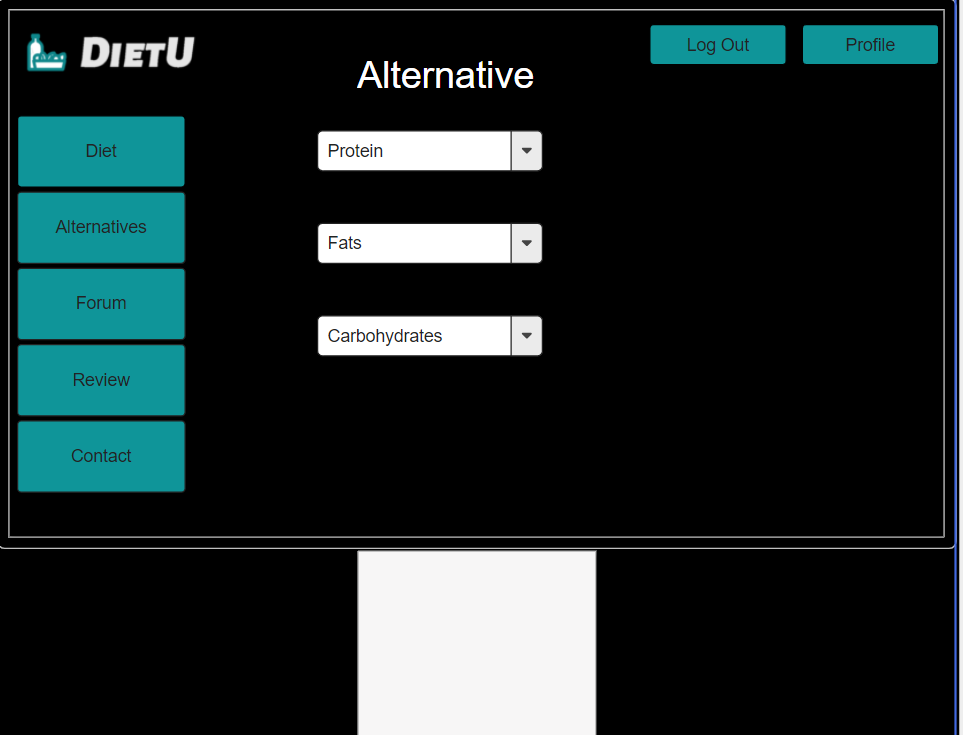 DIETU
Log Out
Profile
Alternative
Diet
Alternatives
Forum
Review
Contact
Protein
Fats
Carbohydrates